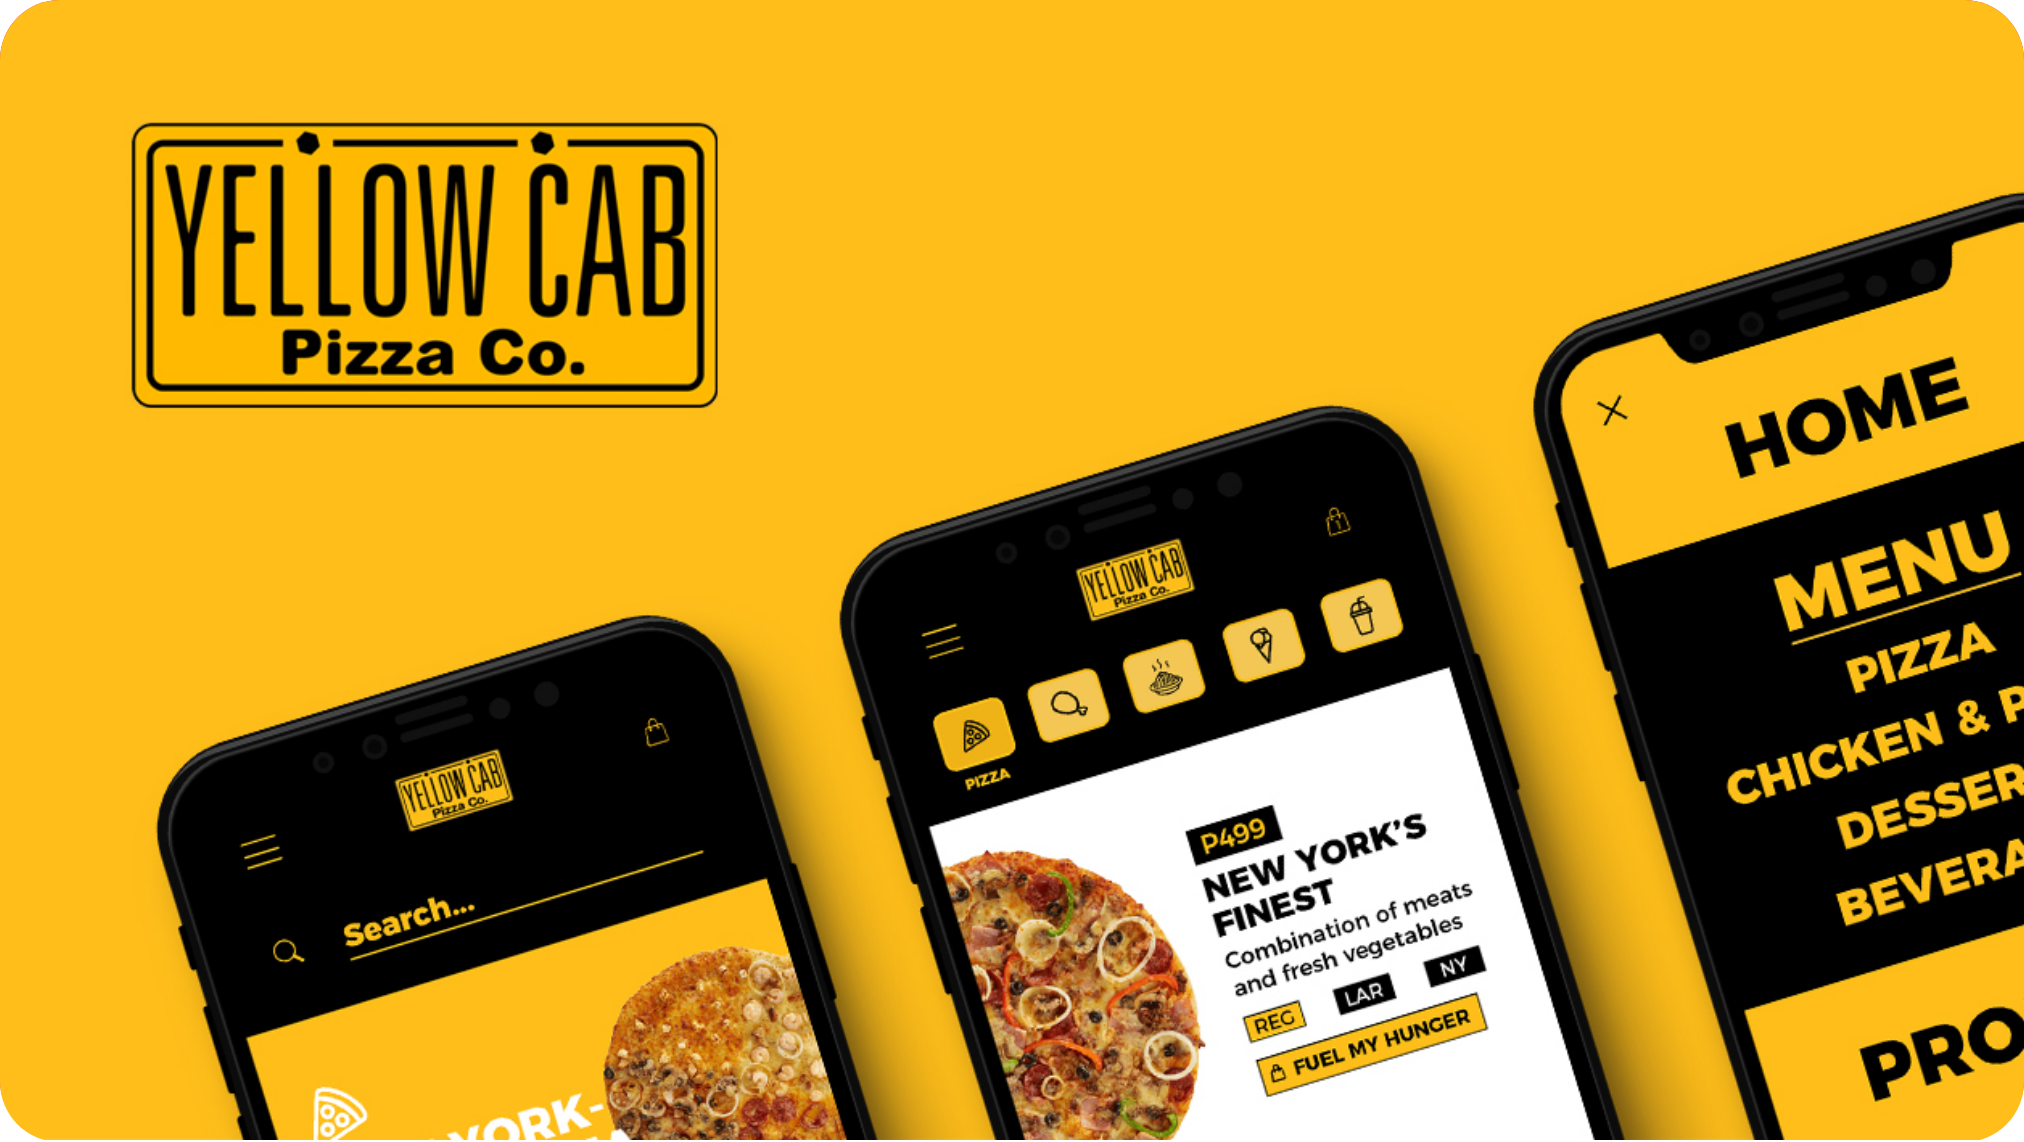 YELLOW CAB
Pizza Co.
YELLOW CAB
Pizza Co.
Search...
YORK-
1
YELLOW CAB
Pizza Co.
PIZZA
P499
NEW YORK'S
FINEST
Combination of meats
and fresh vegetables
REG LAR NY
FUEL MY HUNGER
HOME
MENU
PIZZA
CHICKEN & P
DESSER
BEVERA
PRO